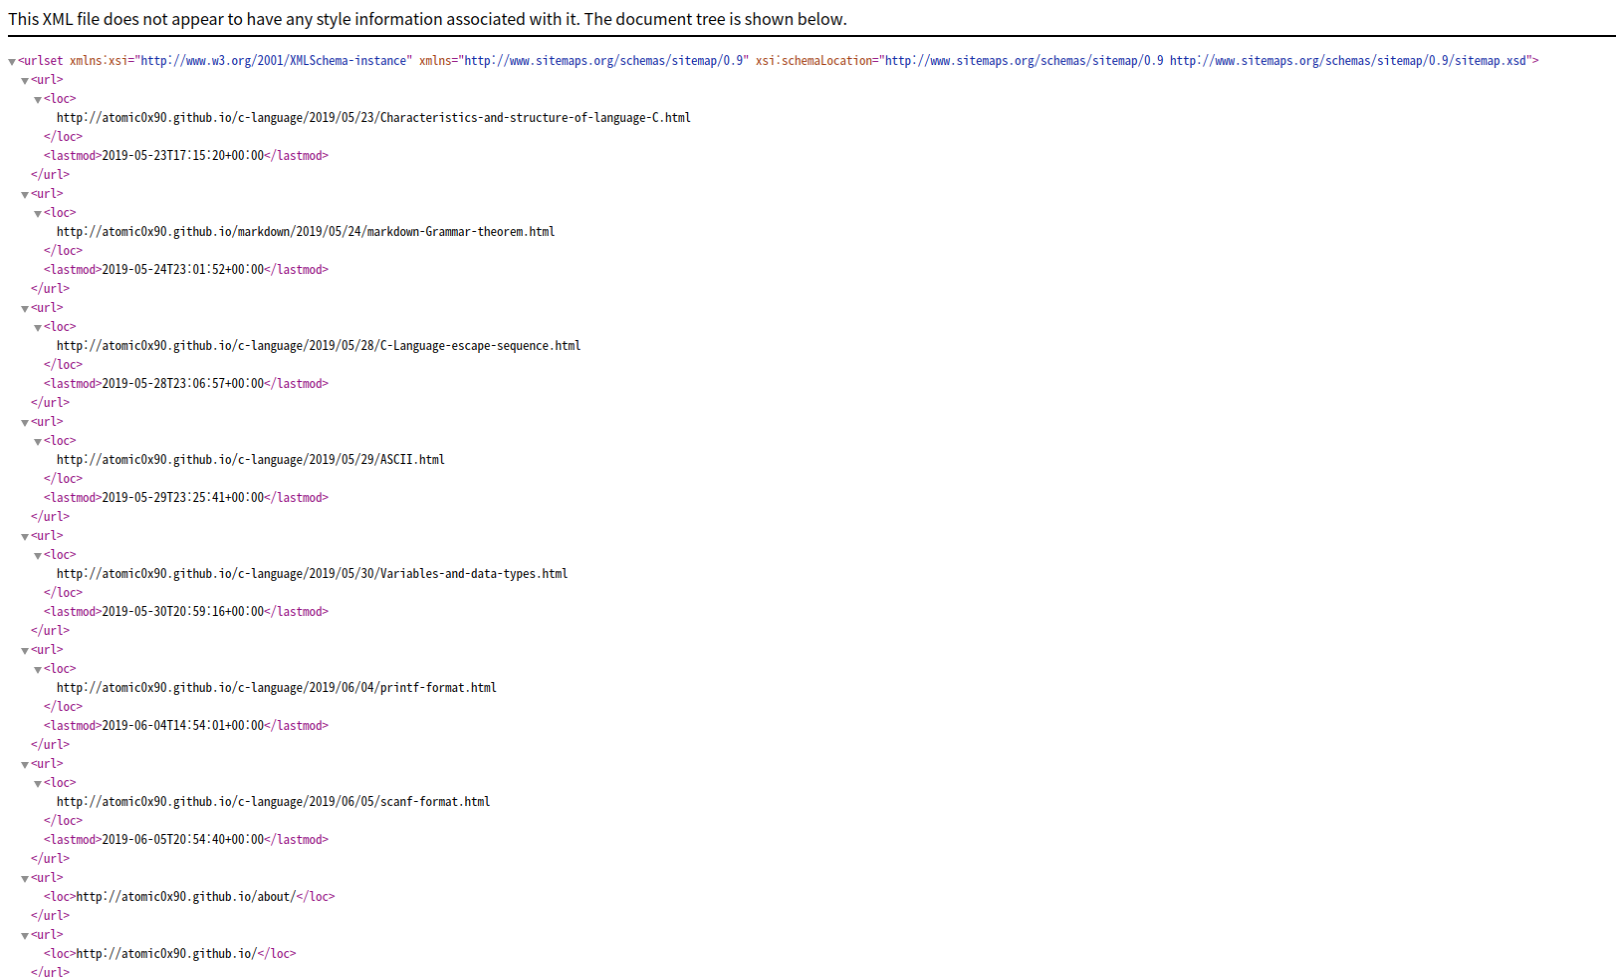 This XML file does not appear to have any style information associated with it. The document tree is shown below.
▼<urlset xmlns:xsi="http://www.w3.org/2001/XMLSchema-instance" xmlns="http://www.sitemaps.org/schemas/sitemap/0.9" xsi:schemaLocation="http://www.sitemaps.org/schemas/sitemap/0.9 http://www.sitemaps.org/schemas/sitemap/0.9/sitemap.xsd">
▼<url>
▼<loc>
http://atomic0x90.github.io/c-language/2019/05/23/Characteristics-and-structure-of-language-C.html
</loc>
<lastmod>2019-05-23T17:15:20+00:00</lastmod>
</url>
▼<url>
▼<loc>
http://atomic0x90.github.io/markdown/2019/05/24/markdown-Grammar-theorem.html
</loc>
<lastmod>2019-05-24T23:01:52+00:00</lastmod>
</url>
▼<url>
▼<loc>
http://atomic0x90.github.io/c-language/2019/05/28/C-Language-escape-sequence.html
</loc>
<lastmod>2019-05-28T23:06:57+00:00</lastmod>
</url>
▼<url>
▼<loc>
http://atomic0x90.github.io/c-language/2019/05/29/ASCII.html
</loc>
<lastmod>2019-05-29T23:25:41+00:00</lastmod>
</url>
▼<url>
▼<loc>
http://atomic0x90.github.io/c-language/2019/05/30/Variables-and-data-types.html
</loc>
<lastmod>2019-05-30T20:59:16+00:00</lastmod>
</url>
▼<url>
▼<loc>
http://atomic0x90.github.io/c-language/2019/06/04/printf-format.html
</loc>
<lastmod>2019-06-04T14:54:01+00:00</lastmod>
</url>
▼<url>
▼<loc>
http://atomic0x90.github.io/c-language/2019/06/05/scanf-format.html
</loc>
<lastmod>2019-06-05T20:54:40+00:00</lastmod>
</url>
▼<url>
<loc>http://atomic0x90.github.io/about/</loc>
</url>
▼<url>
<loc>http://atomic0x90.github.io/</loc>
</url>